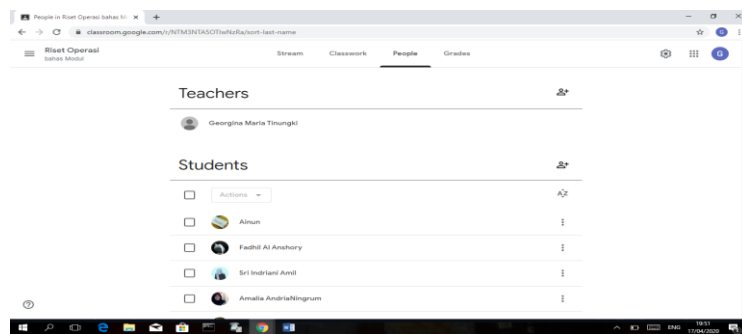 People in Riset Operasi bahas M
classroom.google.com/r/NTM3NTA5OTIwNzRa/sort-last-name
G
Riset Operasi
bahas Modul
Stream
Classwork
People
Grades
G
Teachers
Georgina Maria Tinungki
Students
Actions
AZ
Ainun
Fadhil Al Anshory
Sri Indriani Amil
Amalia AndriaNingrum
ENG
19:51
17/04/2020